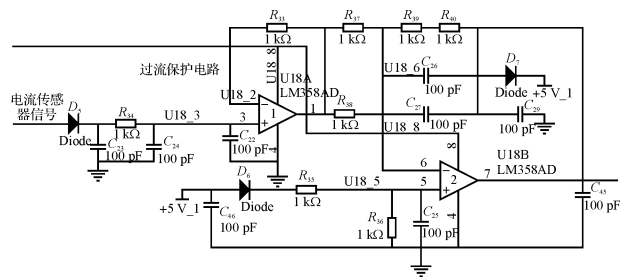 R33
1 kΩ
R37
1 kΩ
R39
1 kΩ
R40
1 kΩ
过流保护电路
U18_8
U18_6
C26
100 pF
D7
Diode
+5 V_1
电流传感
器信号
D5
Diode
R34
1 kΩ
U18_3
U18_2
U18A
LM358AD
3
1
1
4
R38
1 kΩ
C27
100 pF
C29
100 pF
C23
100 pF
C24
100 pF
C22
100 pF
U18_8
8
U18B
LM358AD
6
5
2
7
4
D6
Diode
R35
1 kΩ
U18_5
+5 V_1
C46
100 pF
R36
1 kΩ
C25
100 pF
C45
100 pF